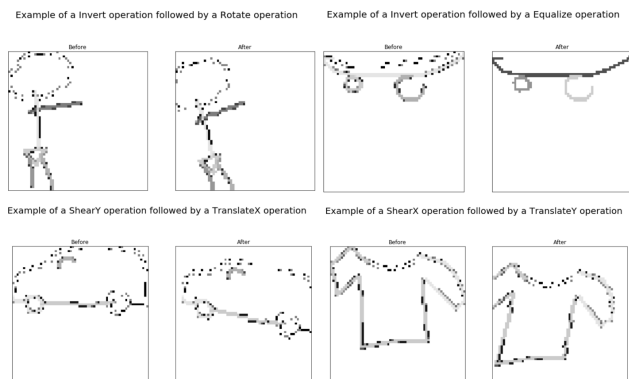 Example of a Invert operation followed by a Rotate operation
Example of a Invert operation followed by a Equalize operation
Before
After
Before
After
Example of a ShearY operation followed by a TranslateX operation
Example of a ShearX operation followed by a TranslateY operation
Before
After
Before
After